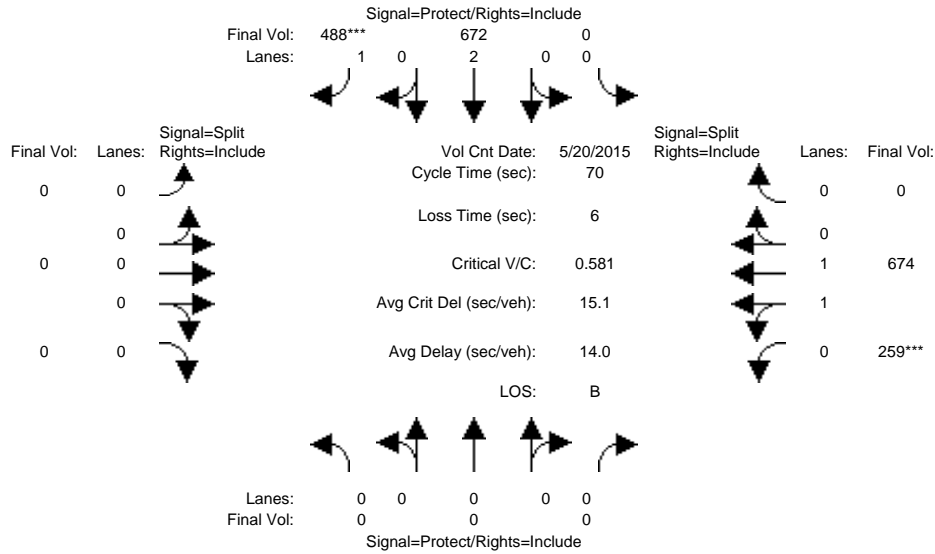 Signal=Protect/Rights=Include
Final Vol: 488*** 672 0
Lanes: 1 0 2 0 0
Signal=Split
Final Vol: Lanes: Rights=Include
Vol Cnt Date: 5/20/2015
Signal=Split
Rights=Include Lanes: Final Vol:
Cycle Time (sec): 70
0 0
0 0
Loss Time (sec): 6
0
0
0 0
Critical V/C: 0.581
1 674
0
Avg Crit Del (sec/veh): 15.1
1
0 0
Avg Delay (sec/veh): 14.0
0 259***
LOS: B
Lanes: 0 0 0 0 0
Final Vol: 0 0 0
Signal=Protect/Rights=Include